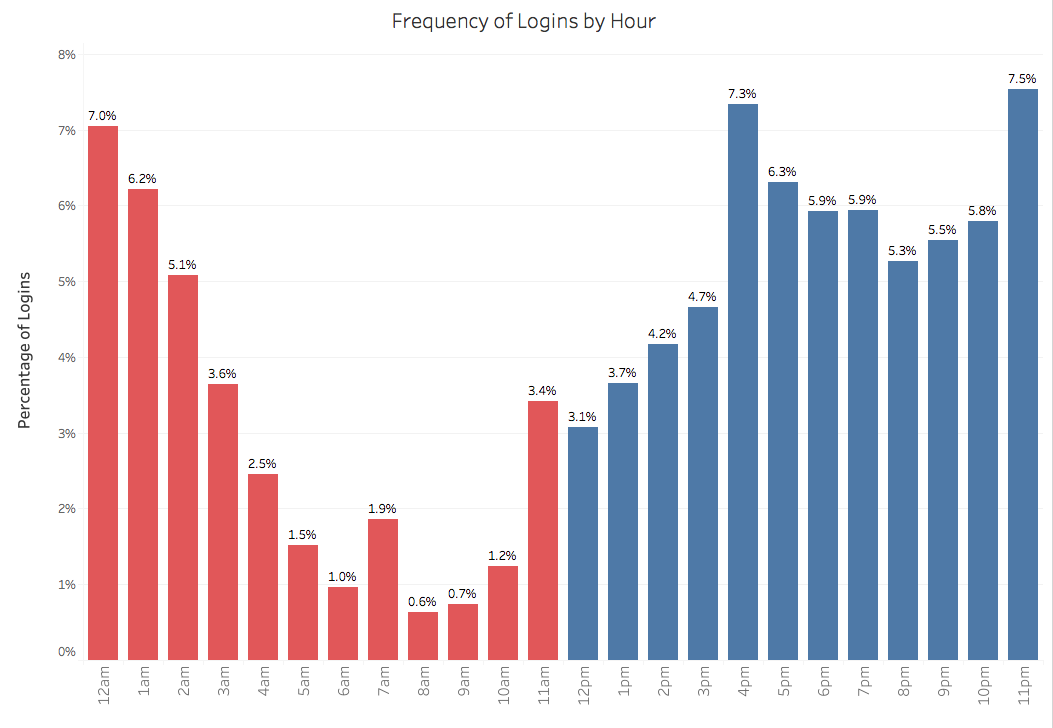 Frequency of Logins by Hour
Percentage of Logins
8%
7%
6%
5%
4%
3%
2%
1%
0%
7.0%
6.2%
5.1%
3.6%
2.5%
1.5%
1.0%
1.9%
0.6%
0.7%
1.2%
3.4%
3.1%
3.7%
4.2%
4.7%
7.3%
6.3%
5.9%
5.9%
5.3%
5.5%
5.8%
7.5%
12am
1am
2am
3am
4am
5am
6am
7am
8am
9am
10am
11am
12pm
1pm
2pm
3pm
4pm
5pm
6pm
7pm
8pm
9pm
10pm
11pm